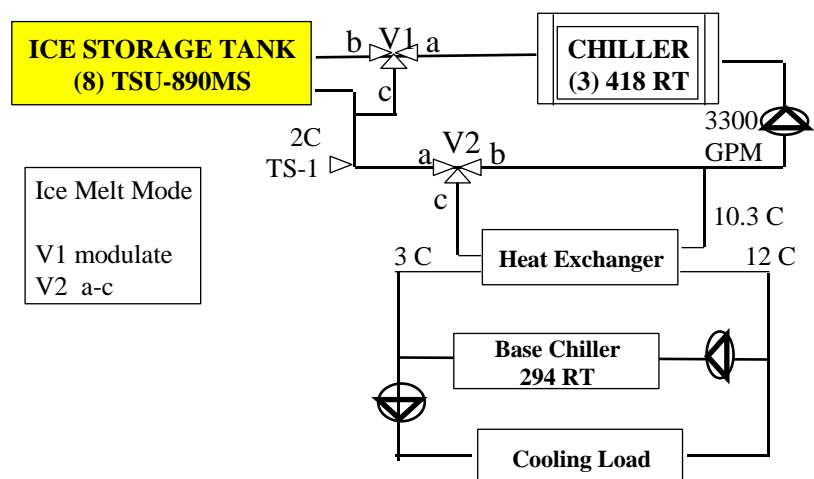 ICE STORAGE TANK
(8) TSU-890MS
b
V1
a
c
CHILLER
(3) 418 RT
3300
GPM
2C
TS-1
a
V2
b
c
10.3 C
Ice Melt Mode
V1 modulate
V2 a-c
3 C
Heat Exchanger
12 C
Base Chiller
294 RT
Cooling Load